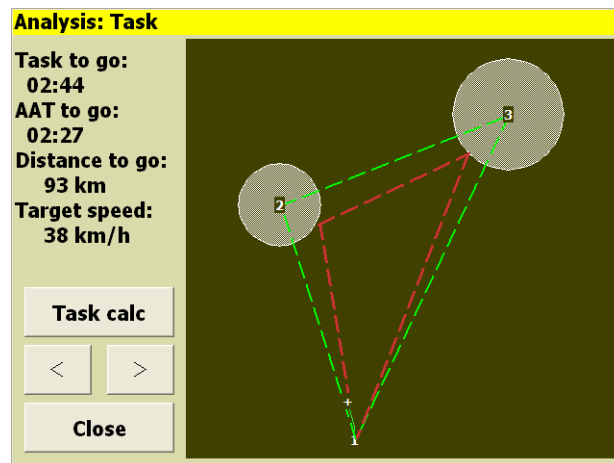 Analysis: Task
Task to go:
02:44
AAT to go:
02:27
Distance to go:
93 km
Target speed:
38 km/h
Task calc
< >
Close
3
2
+
1